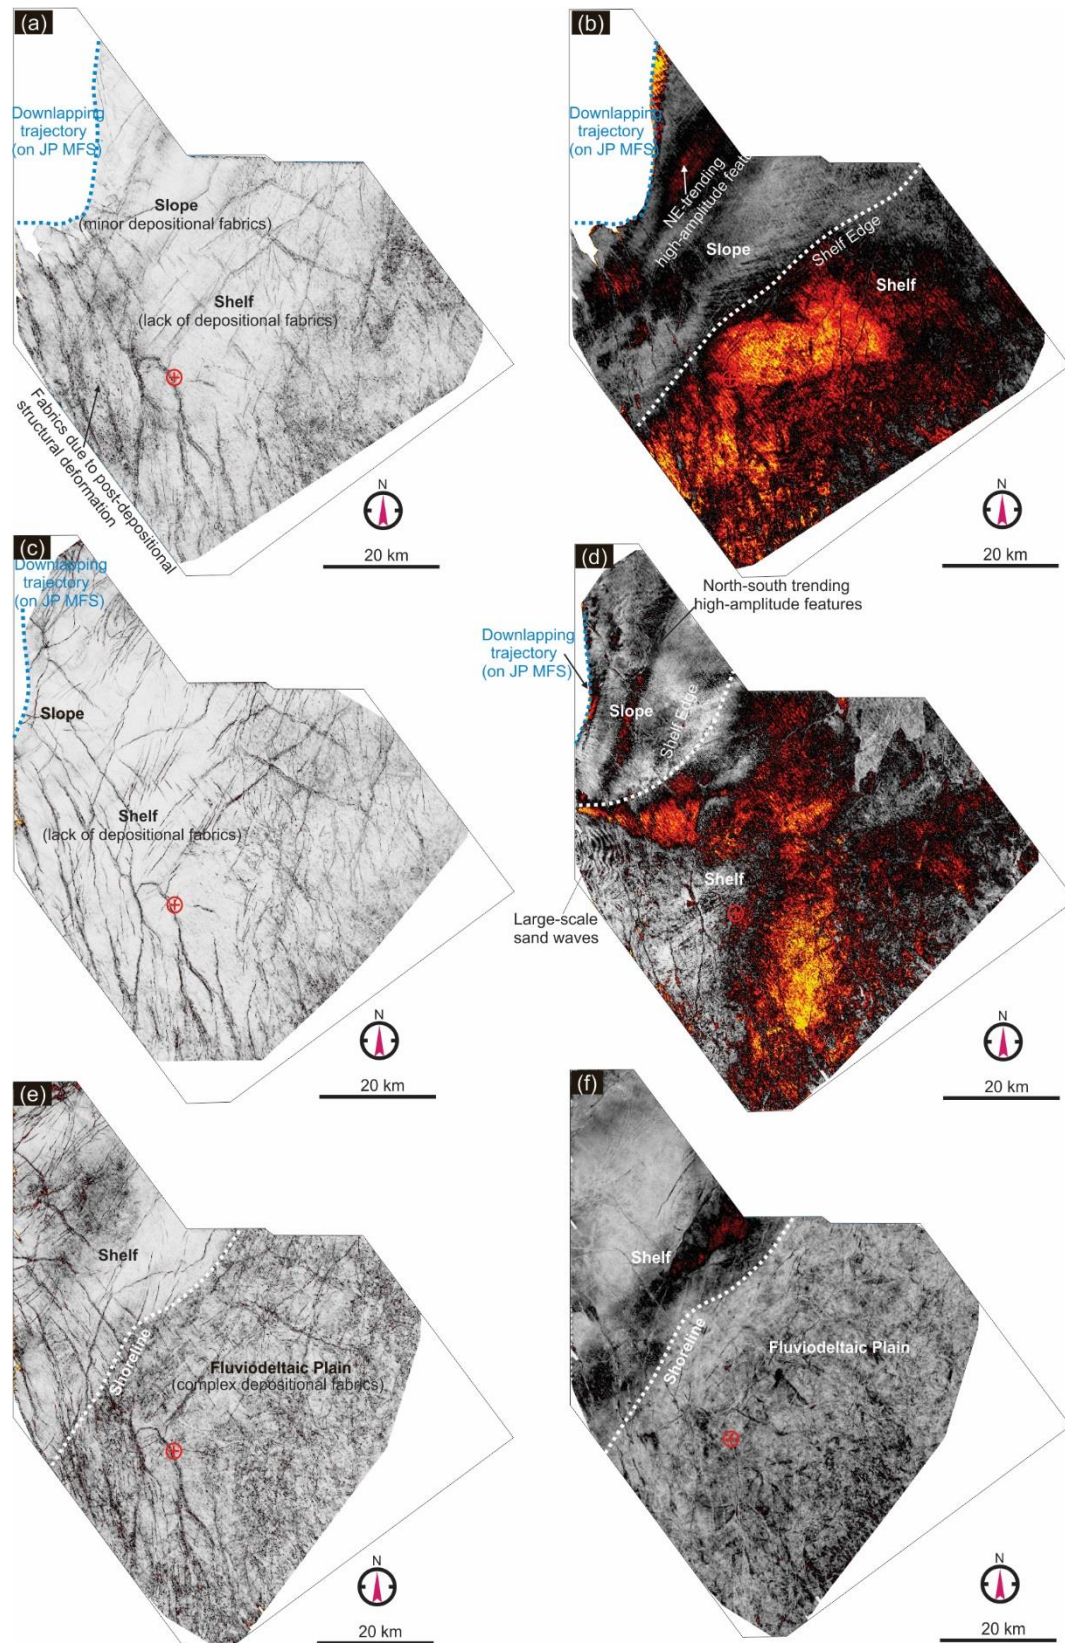 (a)
Downlapping
trajectory
(on JP MFS)
Slope
(minor depositional fabrics)
Shelf
(lack of depositional fabrics)
Fabrics due to post-depositional
structural deformation
N
20 km
(b)
Downlapping
trajectory
(on JP MFS)
NE-trending
high-amplitude featu
Slope
Shelf Edge
Shelf
N
20 km
(c)
Downlapping
trajectory
(on JP MFS)
Slope
Shelf
(lack of depositional fabrics)
N
20 km
(d)
North-south trending
high-amplitude features
Downlapping
trajectory
(on JP MFS)
Slope
Shelf Edge
Shelf
Large-scale
sand waves
N
20 km
(e)
Shelf
Shoreline
Fluviodeltaic Plain
(complex depositional fabrics)
N
20 km
(f)
Shelf
Shoreline
Fluviodeltaic Plain
N
20 km